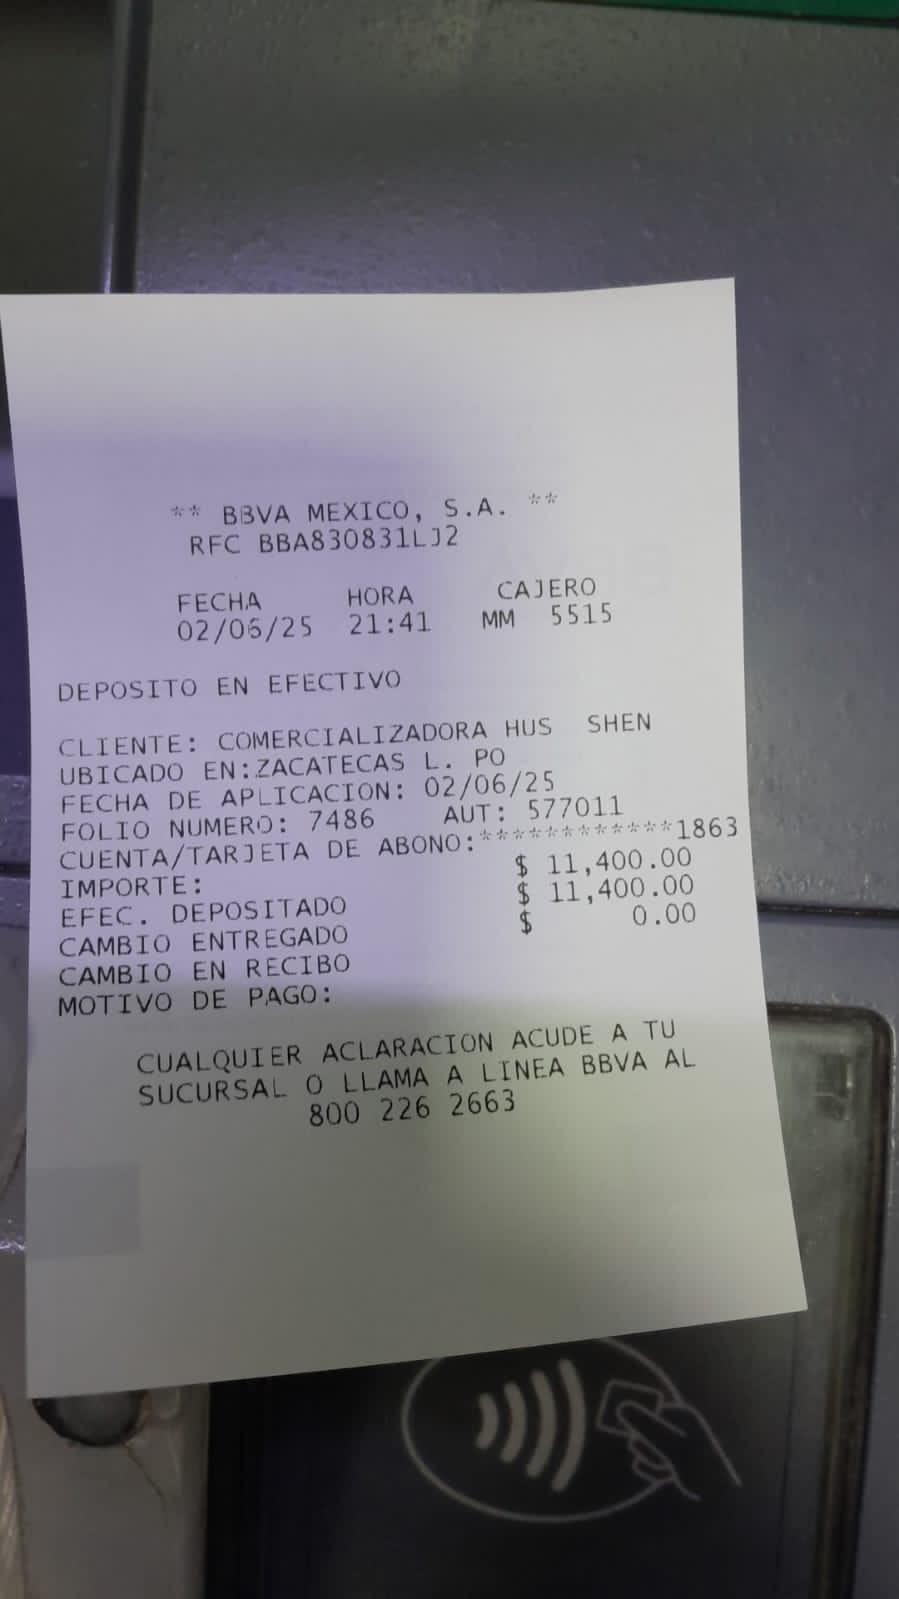 ** BBVA MEXICO, S.A. **
RFC BBA830831LJ2
FECHA HORA CAJERO
02/06/25 21:41 MM 5515
DEPOSITO EN EFECTIVO
CLIENTE: COMERCIALIZADORA HUS SHEN
UBICADO EN:ZACATECAS L. PO
FECHA DE APLICACION: 02/06/25
FOLIO NUMERO: 7486 AUT: 577011
CUENTA/TARJETA DE ABONO:************1863
IMPORTE: $ 11,400.00
EFEC. DEPOSITADO $ 11,400.00
CAMBIO ENTREGADO $ 0.00
CAMBIO EN RECIBO
MOTIVO DE PAGO:
CUALQUIER ACLARACION ACUDE A TU
SUCURSAL O LLAMA A LINEA BBVA AL
800 226 2663